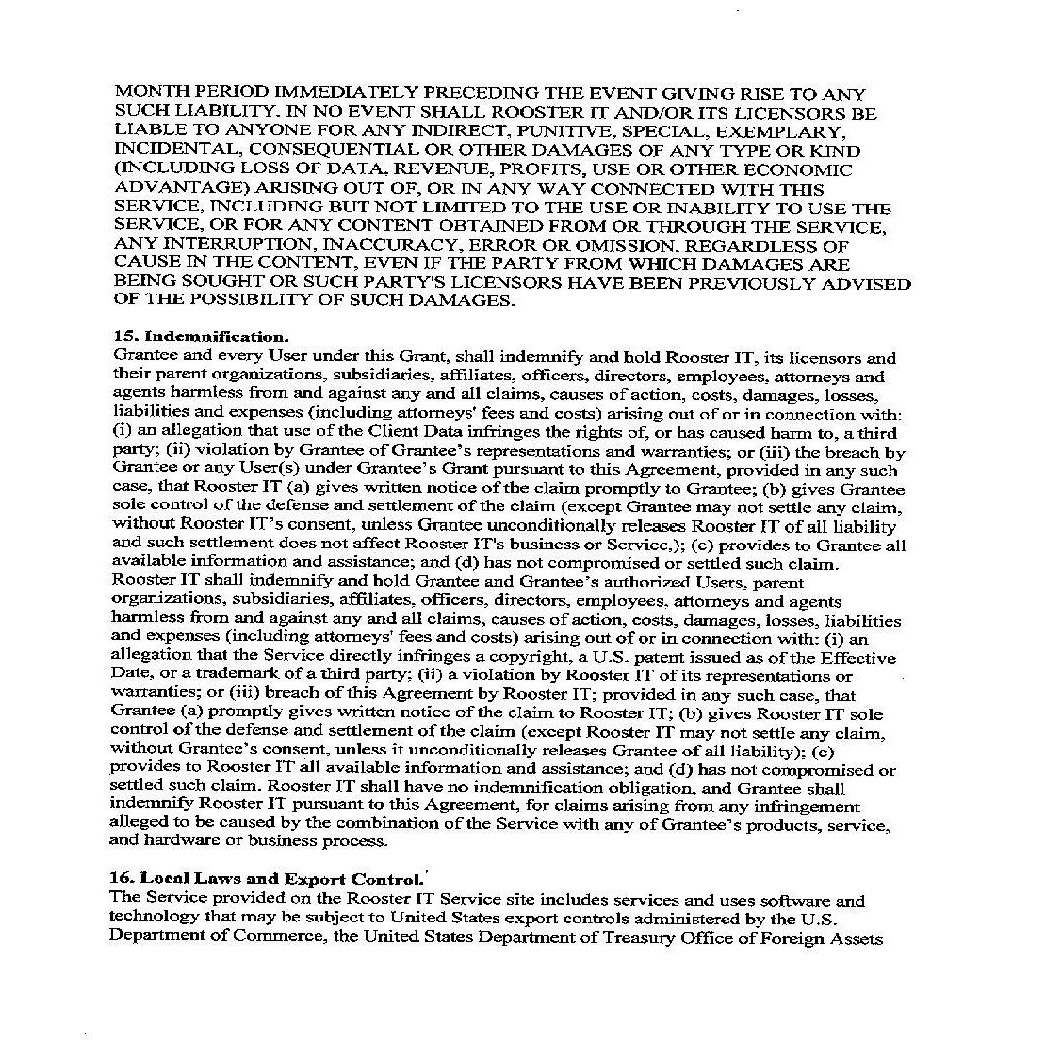 MONTH PERIOD IMMEDIATELY PRECEDING THE EVENT GIVING RISE TO ANY
SUCH LIABILITY. IN NO EVENT SHALL ROOSTER IT AND/OR ITS LICENSORS BE
LIABLE TO ANYONE FOR ANY INDIRECT, PUNITIVE, SPECIAL, EXEMPLARY,
INCIDENTAL, CONSEQUENTIAL OR OTHER DAMAGES OF ANY TYPE OR KIND
(INCLUDING LOSS OF DATA, REVENUE, PROFITS, USE OR OTHER ECONOMIC
ADVANTAGE) ARISING OUT OF, OR IN ANY WAY CONNECTED WITH THIS
SERVICE, INCLUDING BUT NOT LIMITED TO THE USE OR INABILITY TO USE THE
SERVICE, OR FOR ANY CONTENT OBTAINED FROM OR THROUGH THE SERVICE,
ANY INTERRUPTION, INACCURACY, ERROR OR OMISSION. REGARDLESS OF
CAUSE IN THE CONTENT, EVEN IF THE PARTY FROM WHICH DAMAGES ARE
BEING SOUGHT OR SUCH PARTY'S LICENSORS HAVE BEEN PREVIOUSLY ADVISED
OF THE POSSIBILITY OF SUCH DAMAGES.
15. Indemnification.
Grantee and every User under this Grant, shall indemnify and hold Rooster IT, its licensors and
their parent organizations, subsidiaries, affiliates, officers, directors, employees, attorneys and
agents harmless from and against any and all claims, causes of action, costs, damages, losses,
liabilities and expenses (including attorneys' fees and costs) arising out of or in connection with:
(i) an allegation that use of the Client Data infringes the rights of, or has caused harm to, a third
party; (ii) violation by Grantee of Grantee's representations and warranties; or (iii) the breach by
Grantee or any User(s) under Grantee's Grant pursuant to this Agreement, provided in any such
case, that Rooster IT (a) gives written notice of the claim promptly to Grantee; (b) gives Grantee
sole control of the defense and settlement of the claim (except Grantee may not settle any claim,
without Rooster IT's consent, unless Grantee unconditionally releases Rooster IT of all liability
and such settlement does not affect Rooster IT's business or Service,); (c) provides to Grantee all
available information and assistance; and (d) has not compromised or settled such claim.
Rooster IT shall indemnify and hold Grantee and Grantee's authorized Users, parent
organizations, subsidiaries, affiliates, officers, directors, employees, attorneys and agents
harmless from and against any and all claims, causes of action, costs, damages, losses, liabilities
and expenses (including attorneys' fees and costs) arising out of or in connection with: (i) an
allegation that the Service directly infringes a copyright, a U.S. patent issued as of the Effective
Date, or a trademark of a third party; (ii) a violation by Rooster IT of its representations or
warranties; or (iii) breach of this Agreement by Rooster IT; provided in any such case, that
Grantee (a) promptly gives written notice of the claim to Rooster IT; (b) gives Rooster IT sole
control of the defense and settlement of the claim (except Rooster IT may not settle any claim,
without Grantee's consent, unless it unconditionally releases Grantee of all liability); (c)
provides to Rooster IT all available information and assistance; and (d) has not compromised or
settled such claim. Rooster IT shall have no indemnification obligation, and Grantee shall
indemnify Rooster IT pursuant to this Agreement, for claims arising from any infringement
alleged to be caused by the combination of the Service with any of Grantee's products, service,
and hardware or business process.
16. Local Laws and Export Control.
The Service provided on the Rooster IT Service site includes services and uses software and
technology that may be subject to United States export controls administered by the U.S.
Department of Commerce, the United States Department of Treasury Office of Foreign Assets